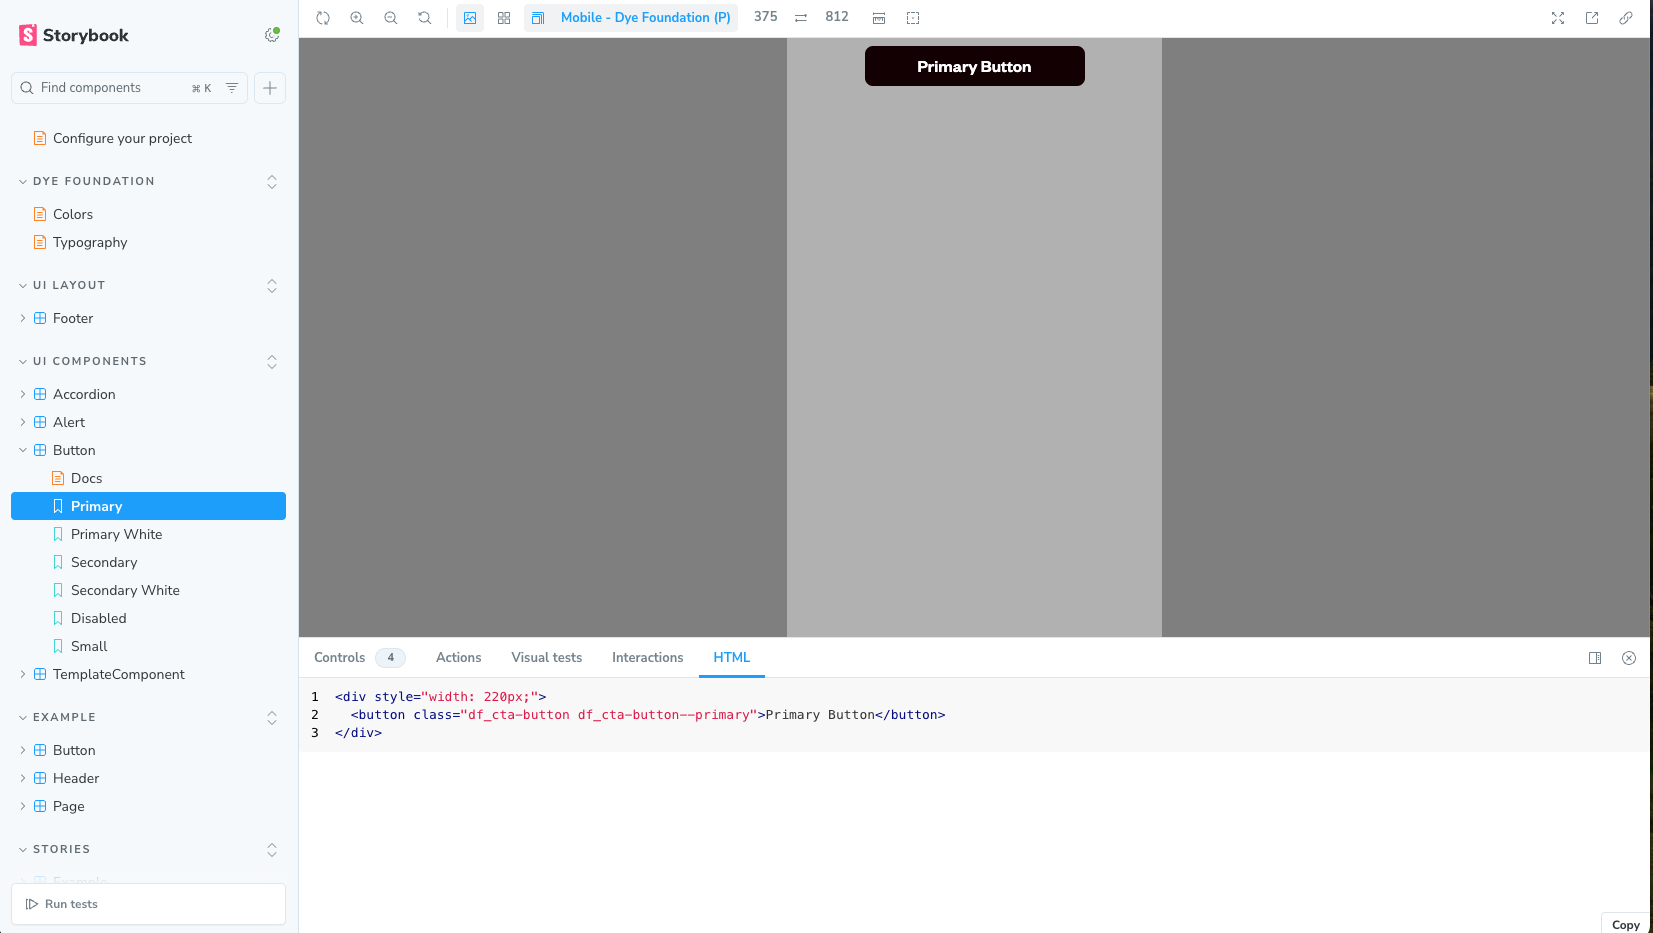 Storybook
Find components ⌘ K
Configure your project
DYE FOUNDATION
Colors
Typography
UI LAYOUT
Footer
UI COMPONENTS
Accordion
Alert
Button
Docs
Primary
Primary White
Secondary
Secondary White
Disabled
Small
TemplateComponent
EXAMPLE
Button
Header
Page
STORIES
Example
Run tests
Mobile - Dye Foundation (P) 375 812
Primary Button
Controls 4 Actions Visual tests Interactions HTML
1 <div style="width: 220px;">
2   <button class="df_cta-button df_cta-button--primary">Primary Button</button>
3 </div>
Copy